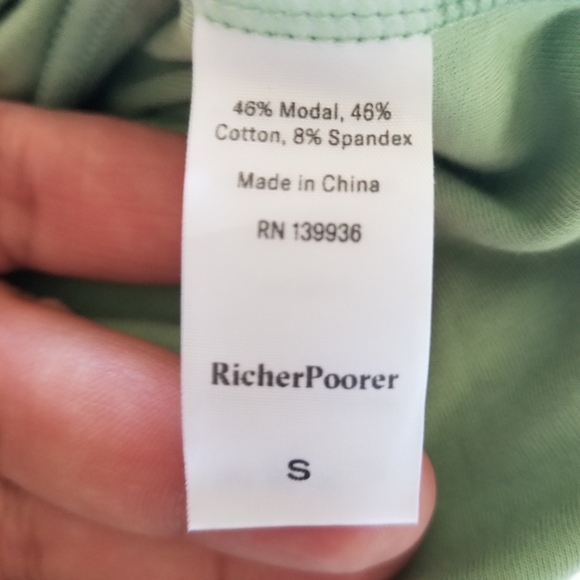 46% Modal, 46%
Cotton, 8% Spandex
Made in China
RN 139936
RicherPoorer
S